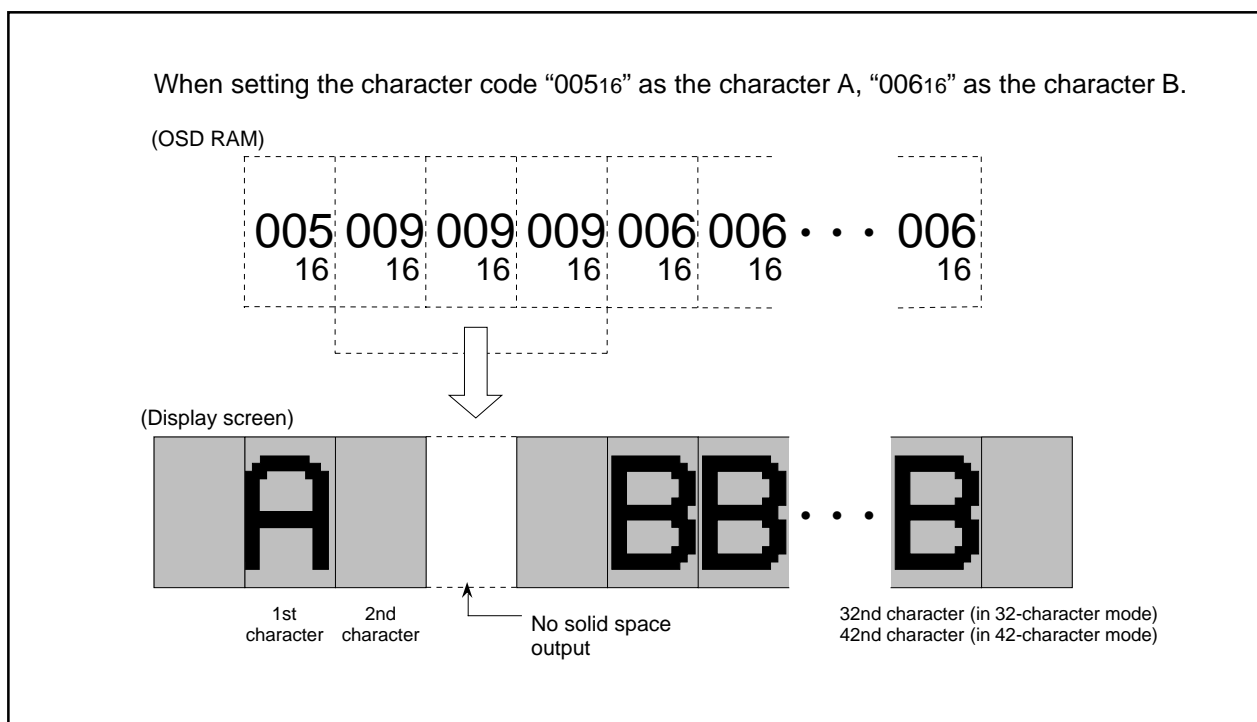 When setting the character code “00516” as the character A, “00616” as the character B.
(OSD RAM)
005 009 009 009 006 006 • • • 006
16 16 16 16 16 16 16
(Display screen)
A B B • • • B
1st character
2nd character
No solid space
output
32nd character (in 32-character mode)
42nd character (in 42-character mode)